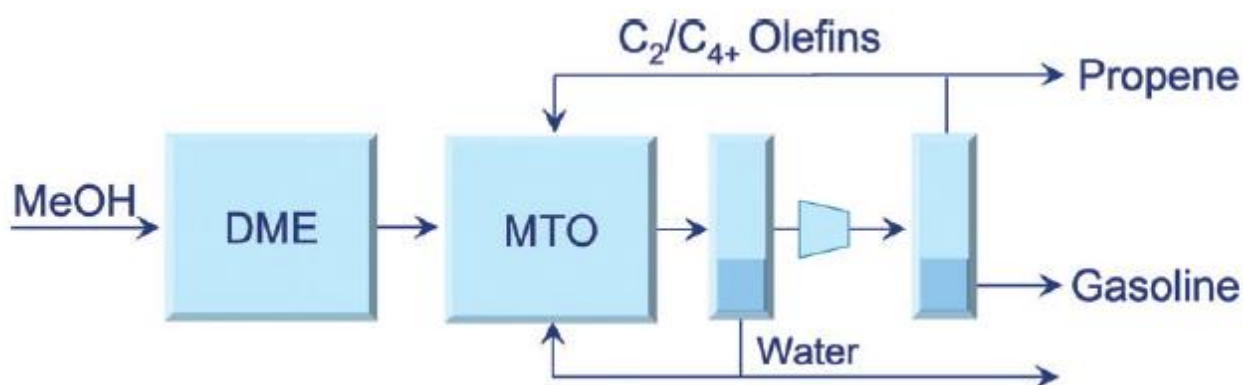 C₂/C₄₊ Olefins
Propene
MeOH
DME
MTO
Gasoline
Water